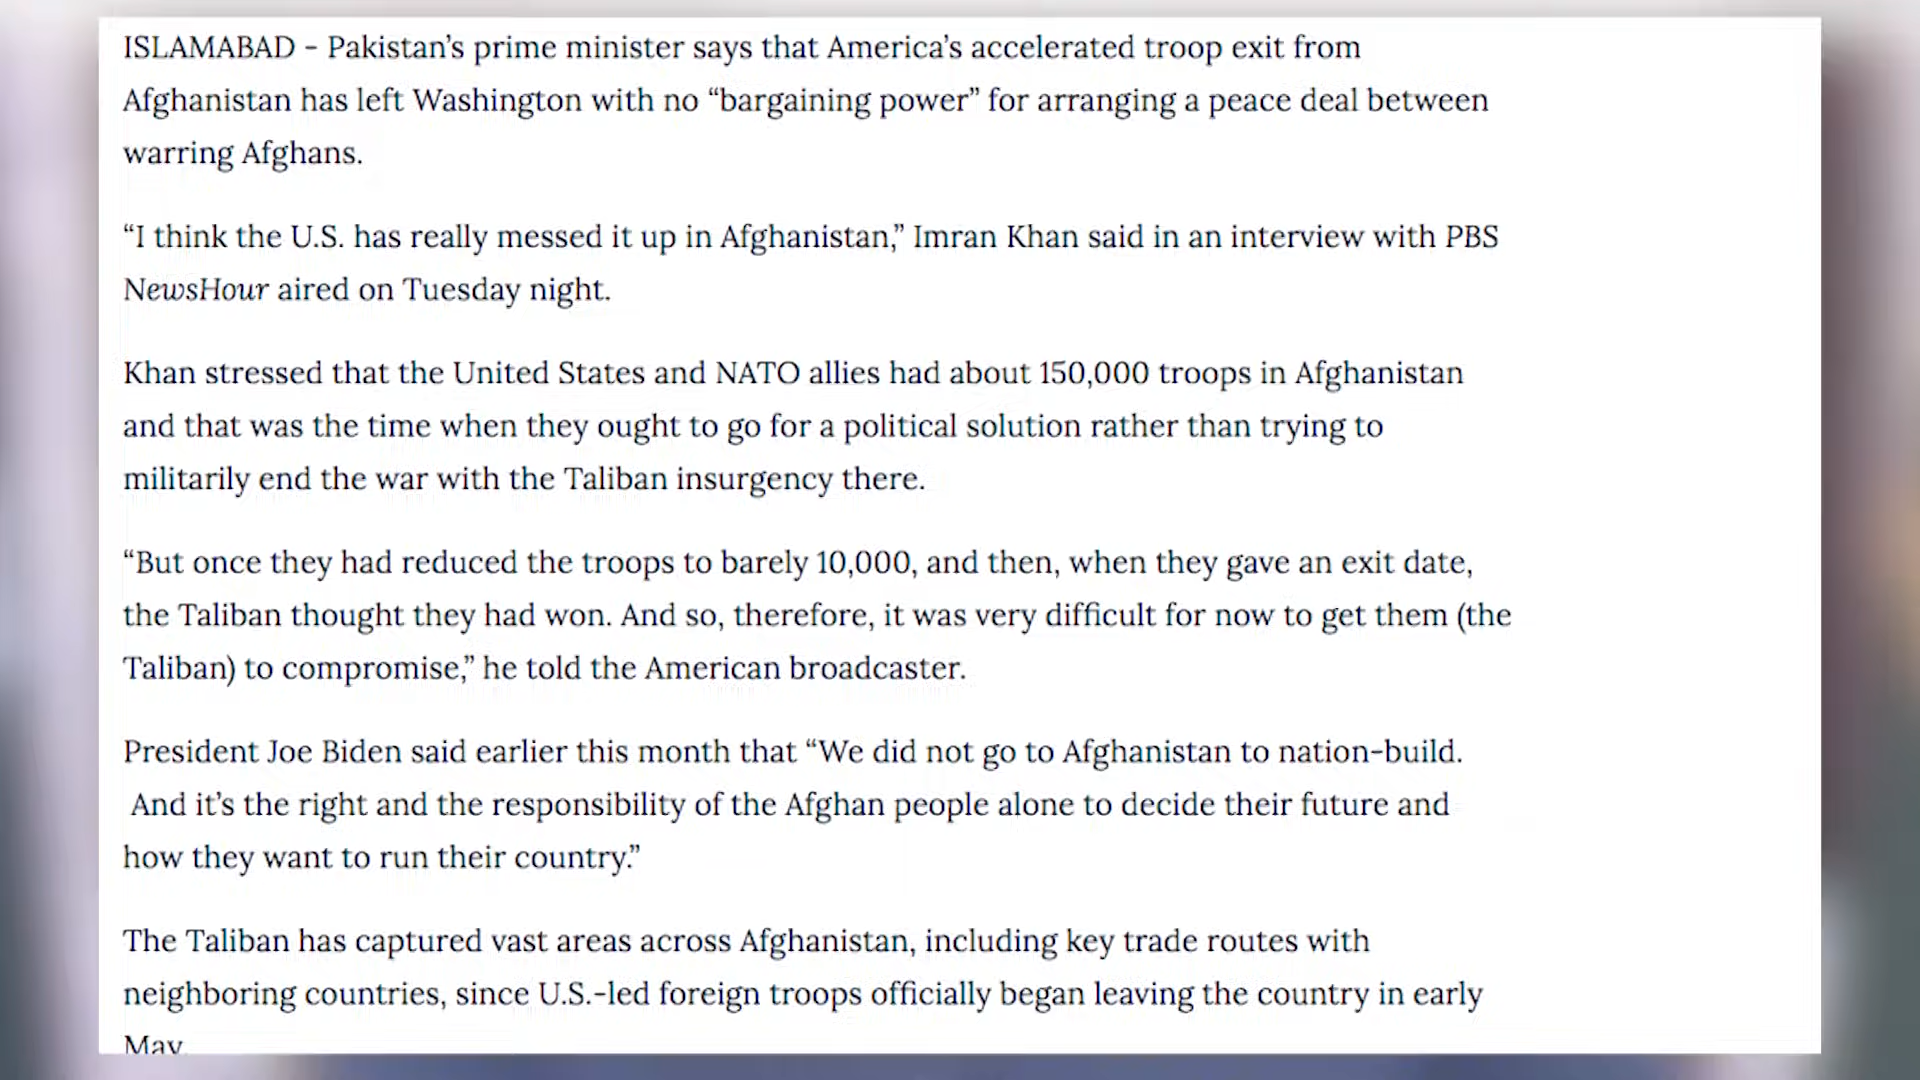 ISLAMABAD - Pakistan’s prime minister says that America’s accelerated troop exit from
Afghanistan has left Washington with no “bargaining power” for arranging a peace deal between
warring Afghans.
“I think the U.S. has really messed it up in Afghanistan,” Imran Khan said in an interview with PBS
NewsHour aired on Tuesday night.
Khan stressed that the United States and NATO allies had about 150,000 troops in Afghanistan
and that was the time when they ought to go for a political solution rather than trying to
militarily end the war with the Taliban insurgency there.
“But once they had reduced the troops to barely 10,000, and then, when they gave an exit date,
the Taliban thought they had won. And so, therefore, it was very difficult for now to get them (the
Taliban) to compromise,” he told the American broadcaster.
President Joe Biden said earlier this month that “We did not go to Afghanistan to nation-build.
And it’s the right and the responsibility of the Afghan people alone to decide their future and
how they want to run their country.”
The Taliban has captured vast areas across Afghanistan, including key trade routes with
neighboring countries, since U.S.-led foreign troops officially began leaving the country in early
May.